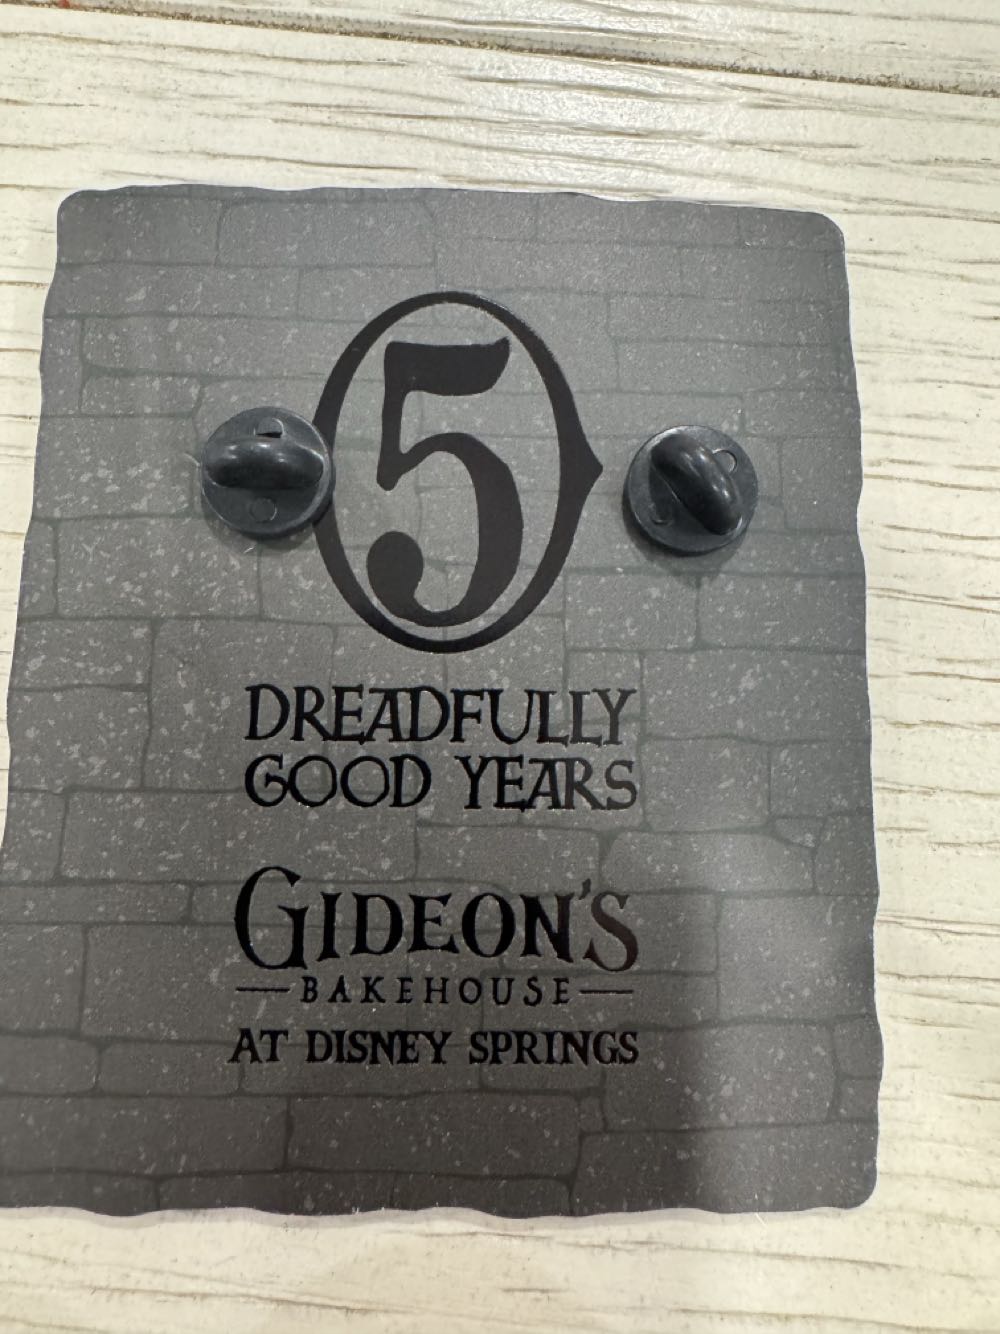 5
DREADFULLY
GOOD YEARS
GIDEON'S
BAKEHOUSE
AT DISNEY SPRINGS